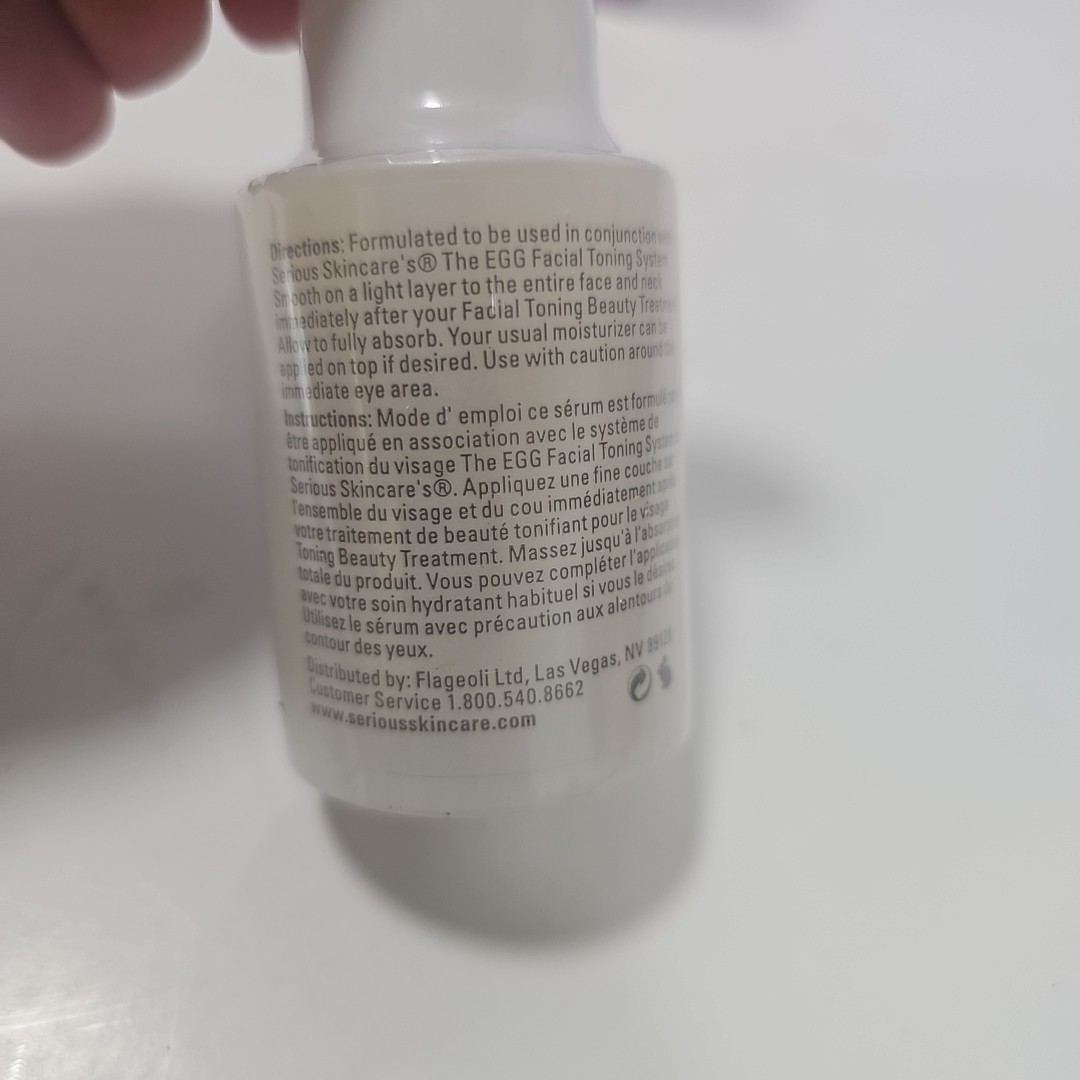 Directions: Formulated to be used in conjunction
Serious Skincare's® The EGG Facial Toning System.
Smooth on a light layer to the entire face and neck
immediately after your Facial Toning Beauty
Allow to fully absorb. Your usual moisturizer can be
applied on top if desired. Use with caution around
immediate eye area.
Instructions: Mode d' emploi ce sérum est formulé
être appliqué en association avec le système de
tonification du visage The EGG Facial Toning System
Serious Skincare's®. Appliquez une fine couche
l'ensemble du visage et du cou immédiatement après
votre traitement de beauté tonifiant pour le visage
Toning Beauty Treatment. Massez jusqu'à
totale du produit. Vous pouvez compléter
avec votre soin hydratant habituel si vous le
Utilisez le sérum avec précaution aux alentours
contour des yeux.
Distributed by: Flageoli Ltd, Las Vegas, NV
Customer Service 1.800.540.8662
www.seriousskincare.com